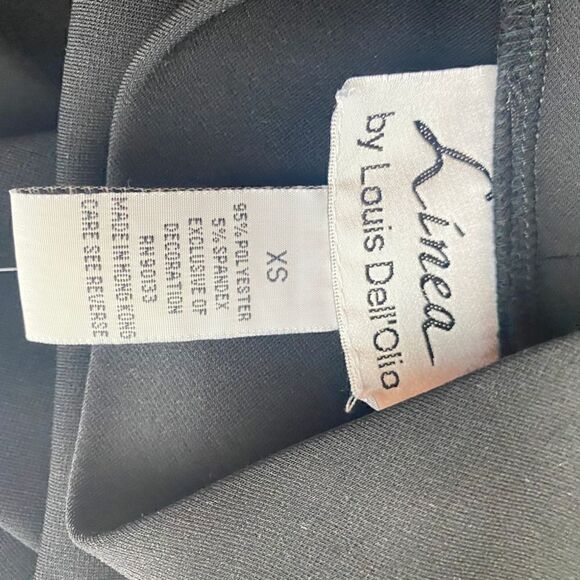 Linea
by Louis Dell'Olio
XS
95% POLYESTER
5% SPANDEX
EXCLUSIVE OF
DECORATION
RN9013
MADE IN HONG KONG
CARE SEE REVERSE